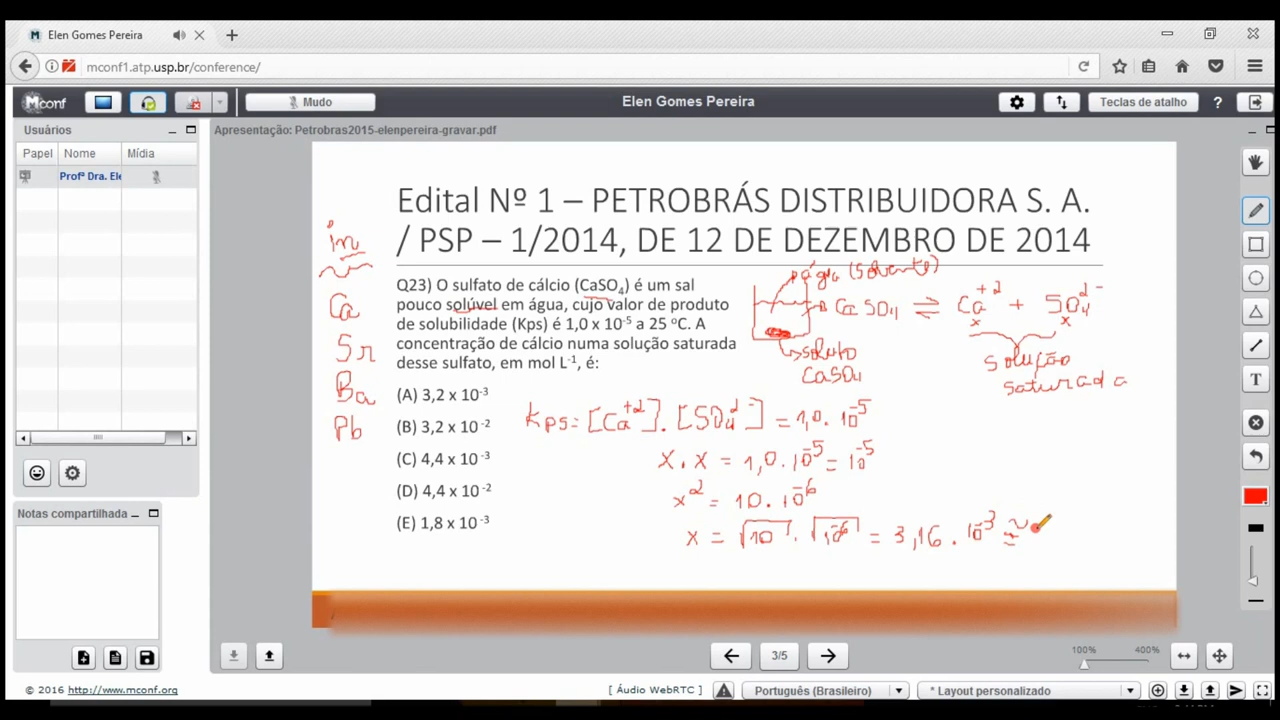 Elen Gomes Pereira
mconf1.atp.usp.br/conference/
Mconf
Mudo
Elen Gomes Pereira
Teclas de atalho
?
Usuários
Apresentação: Petrobras2015-elenpereira-gravar.pdf
Papel Nome Mídia
Profª Dra. Ele
Edital Nº 1 – PETROBRÁS DISTRIBUIDORA S. A.
/ PSP – 1/2014, DE 12 DE DEZEMBRO DE 2014
in
Ca
Sr
Ba
Pb
Q23) O sulfato de cálcio (CaSO4) é um sal
pouco solúvel em água, cujo valor de produto
de solubilidade (Kps) é 1,0 x 10-5 a 25 ºC. A
concentração de cálcio numa solução saturada
desse sulfato, em mol L-1, é:
(A) 3,2 x 10-3
(B) 3,2 x 10-2
(C) 4,4 x 10-3
(D) 4,4 x 10-2
(E) 1,8 x 10-3
água (solvente)
CaSO4 ⇌ Ca+2 + SO4 2-
x x
soluto
CaSO4
solução
saturada
Kps = [Ca+2] . [SO4 2-] = 1,0 . 10-5
x . x = 1,0 . 10-5 = 10-5
x2 = 10 . 10-6
x = √10 . √10-6 = 3,16 . 10-3 ≅
Notas compartilhada
3/5
100% 400%
© 2016 http://www.mconf.org
[ Áudio WebRTC ]
Português (Brasileiro)
* Layout personalizado